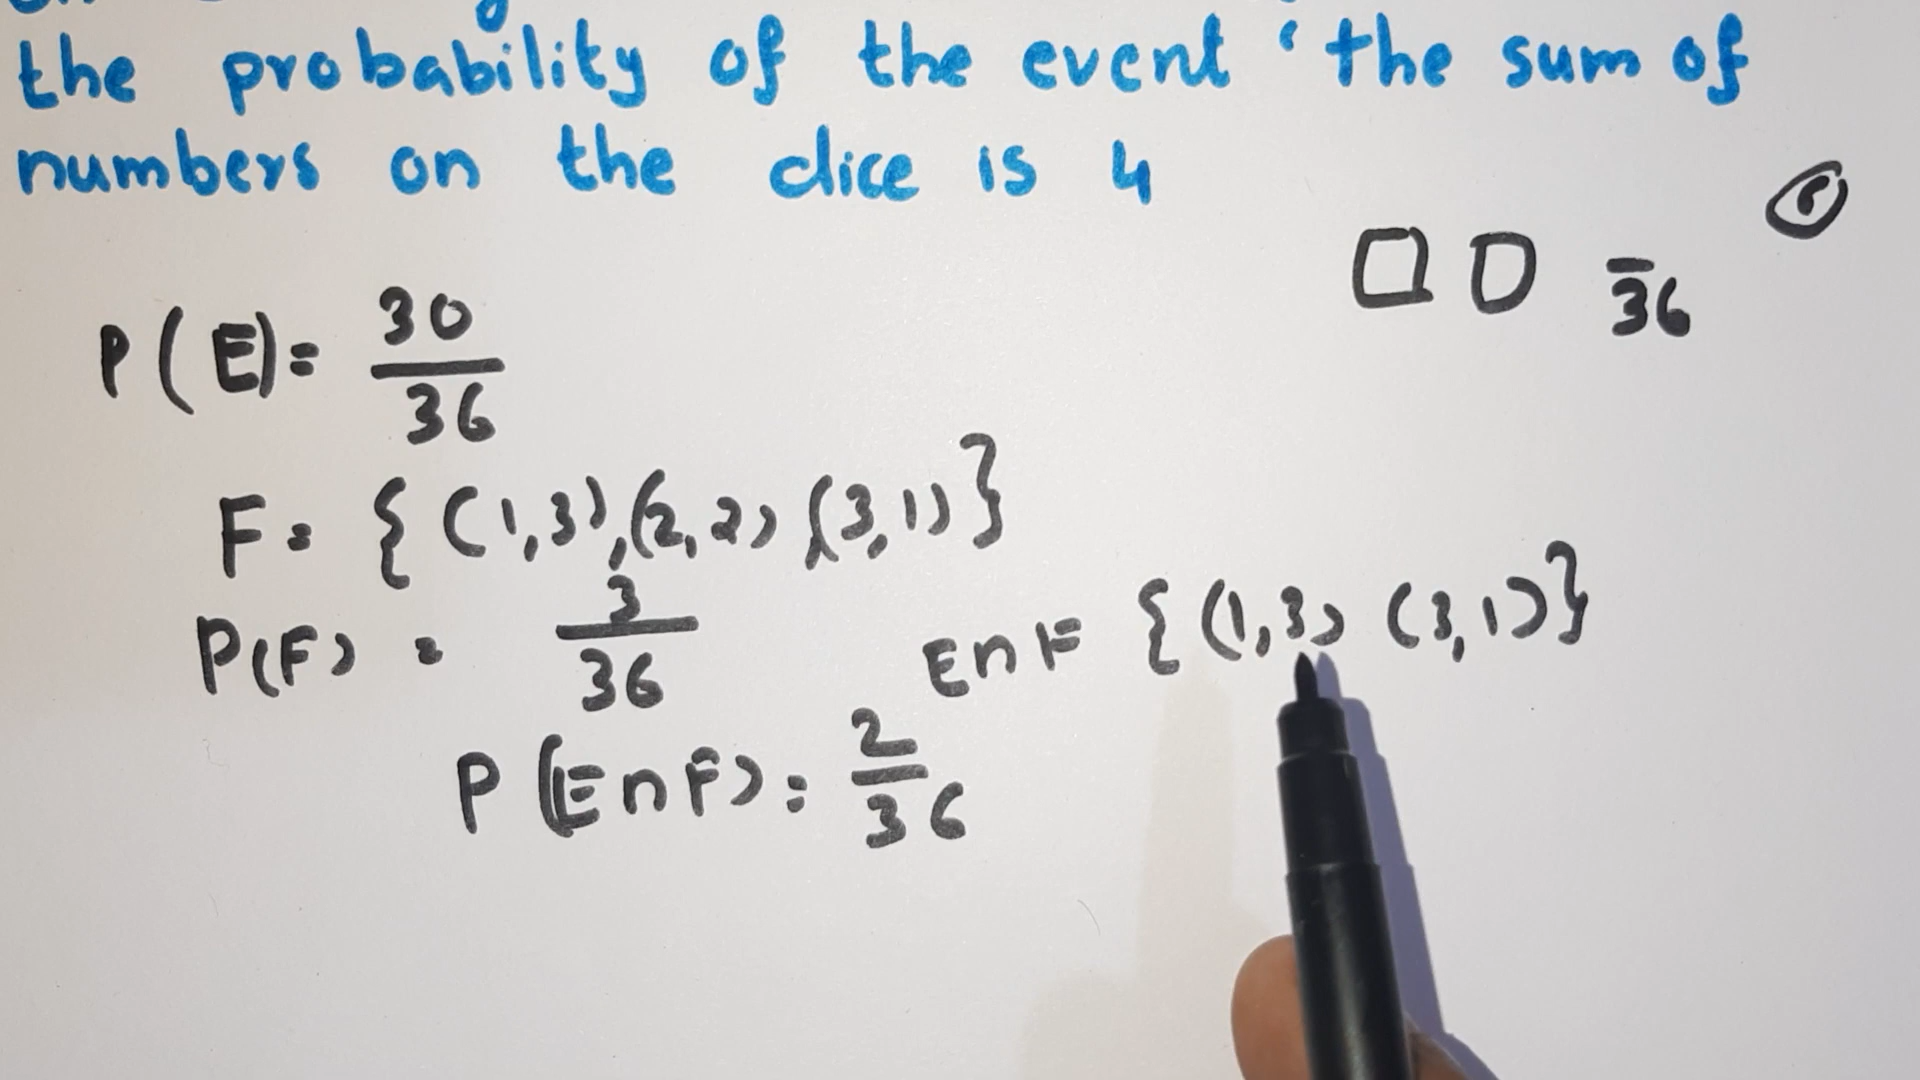 the probability of the event ' the sum of
numbers on the dice is 4
P(E) = 30/36
— 36
F = { (1,3), (2,2), (3,1) }
P(F) = 3/36
E n F { (1,3) (3,1) }
P (E n F) = 2/36